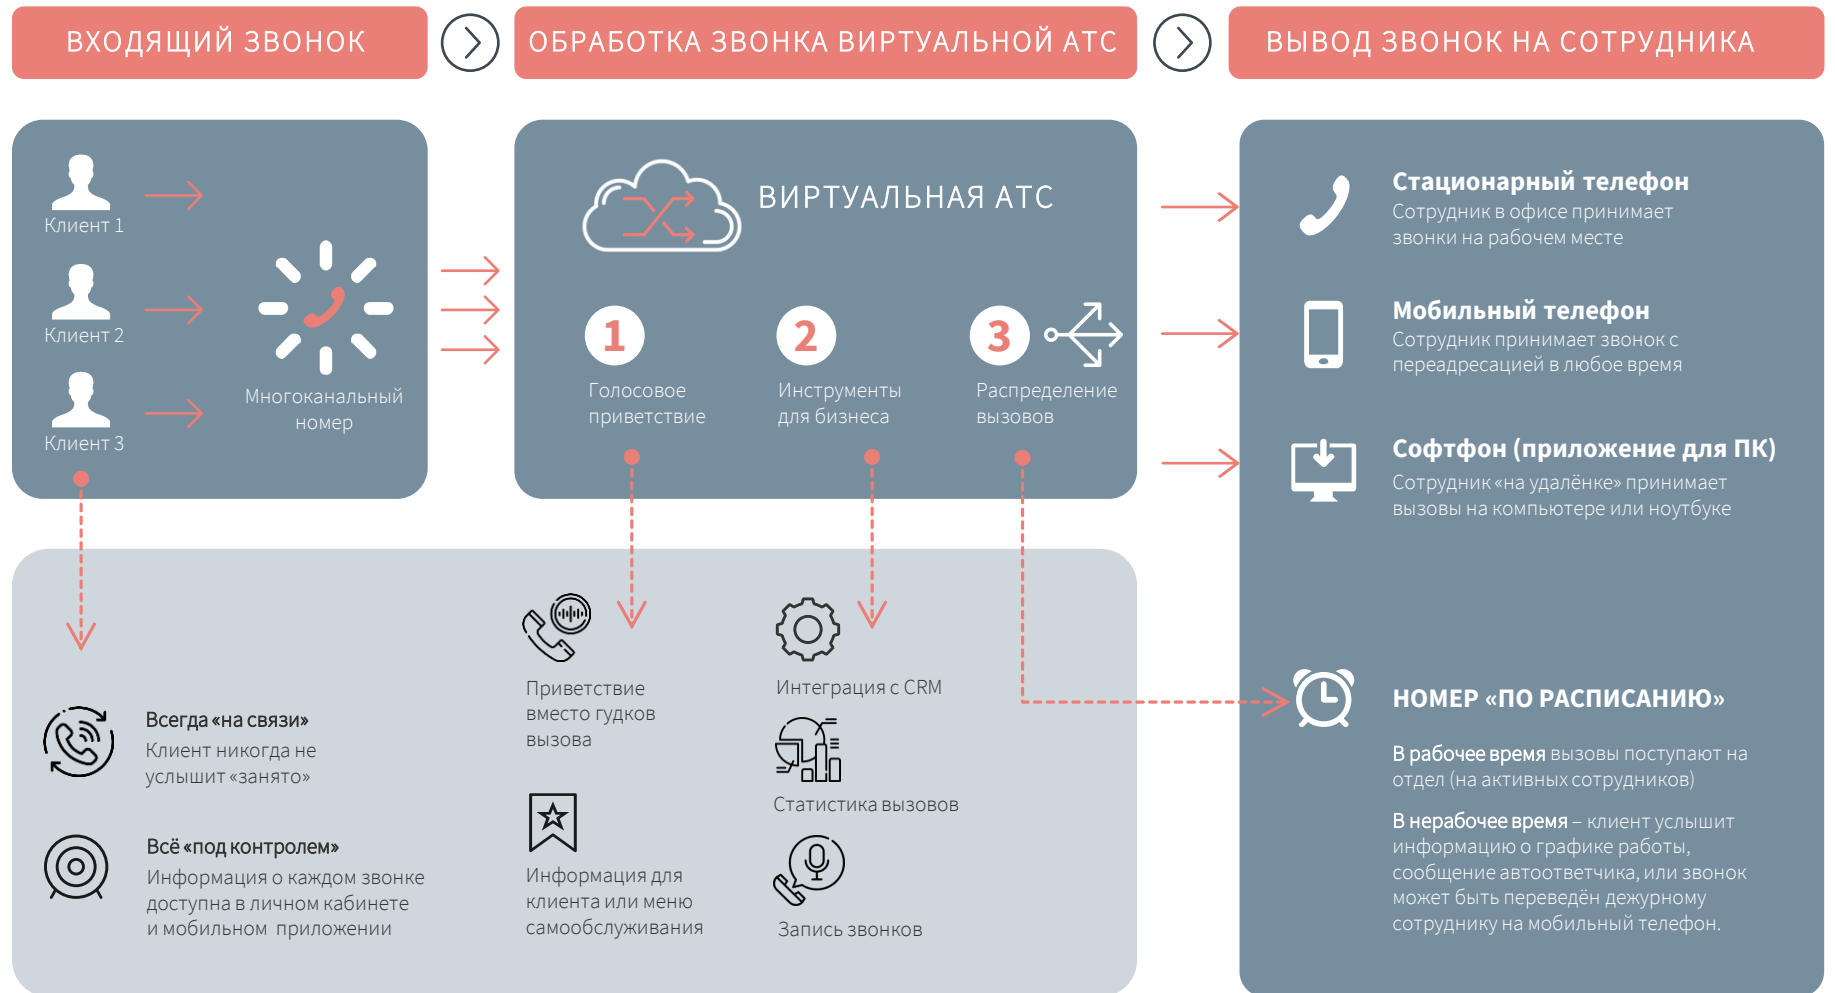 ВХОДЯЩИЙ ЗВОНОК
ОБРАБОТКА ЗВОНКА ВИРТУАЛЬНОЙ АТС
ВЫВОД ЗВОНОК НА СОТРУДНИКА
Клиент 1
Клиент 2
Клиент 3
Многоканальный
номер
ВИРТУАЛЬНАЯ АТС
1
Голосовое
приветствие
2
Инструменты
для бизнеса
3
Распределение
вызовов
Стационарный телефон
Сотрудник в офисе принимает
звонки на рабочем месте
Мобильный телефон
Сотрудник принимает звонок с
переадресацией в любое время
Софтфон (приложение для ПК)
Сотрудник «на удалёнке» принимает
вызовы на компьютере или ноутбуке
Всегда «на связи»
Клиент никогда не
услышит «занято»
Всё «под контролем»
Информация о каждом звонке
доступна в личном кабинете
и мобильном приложении
Приветствие
вместо гудков
вызова
Информация для
клиента или меню
самообслуживания
Интеграция с CRM
Статистика вызовов
Запись звонков
НОМЕР «ПО РАСПИСАНИЮ»
В рабочее время вызовы поступают на
отдел (на активных сотрудников)
В нерабочее время – клиент услышит
информацию о графике работы,
сообщение автоответчика, или звонок
может быть переведён дежурному
сотруднику на мобильный телефон.